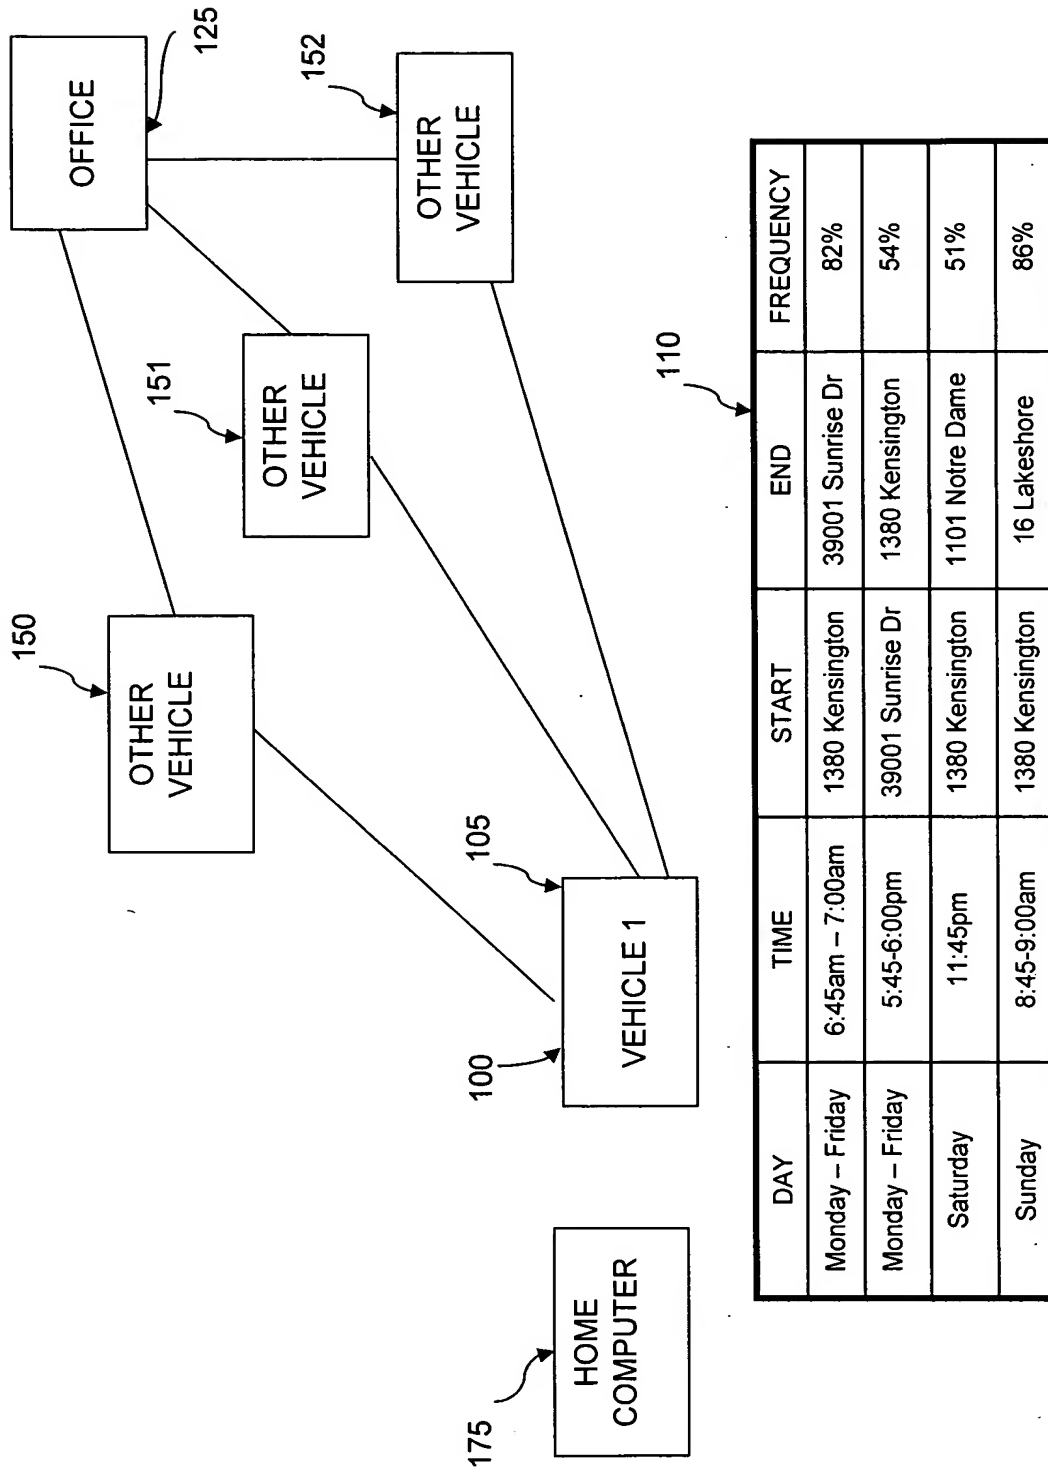 OFFICE
125
150
OTHER
VEHICLE
151
OTHER
VEHICLE
152
OTHER
VEHICLE
100
105
VEHICLE 1
175
HOME
COMPUTER
110
DAY TIME START END FREQUENCY
Monday – Friday 6:45am – 7:00am 1380 Kensington 39001 Sunrise Dr 82%
Monday – Friday 5:45-6:00pm 39001 Sunrise Dr 1380 Kensington 54%
Saturday 11:45pm 1380 Kensington 1101 Notre Dame 51%
Sunday 8:45-9:00am 1380 Kensington 16 Lakeshore 86%